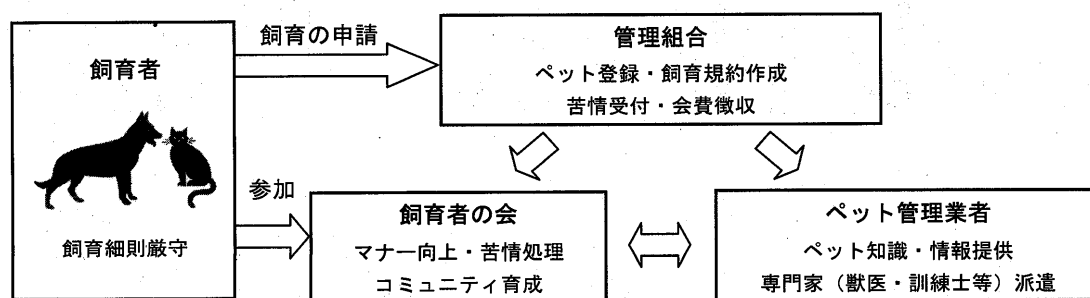 飼育者
飼育細則厳守
飼育の申請
参加
管理組合
ペット登録・飼育規約作成
苦情受付・会費徴収
飼育者の会
マナー向上・苦情処理
コミュニティ育成
ペット管理業者
ペット知識・情報提供
専門家（獣医・訓練士等）派遣